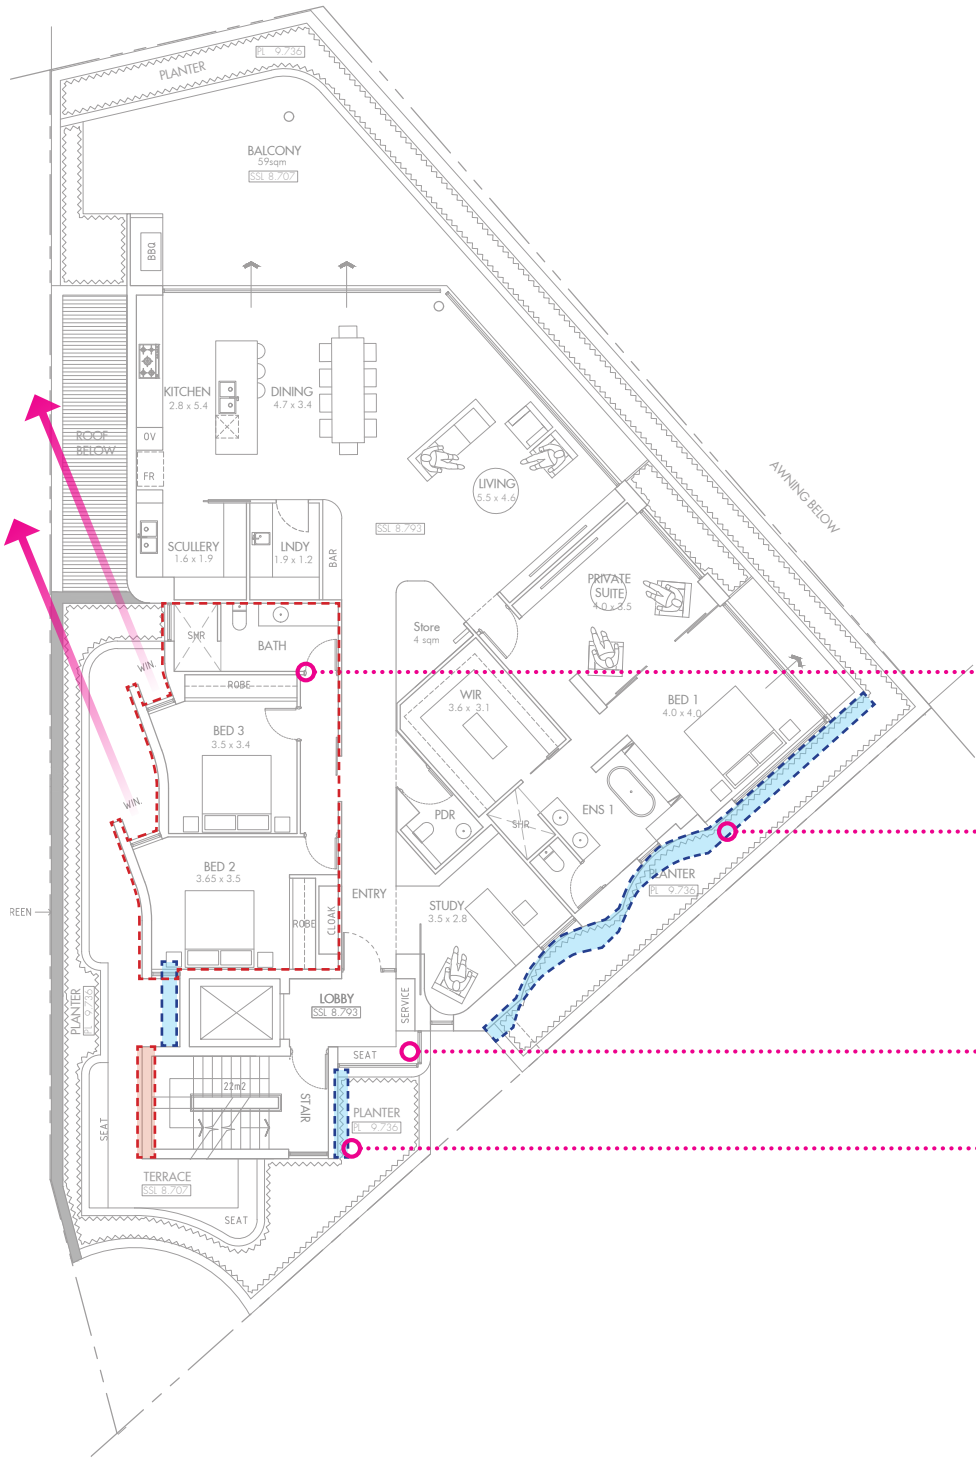 PL 9.736
PLANTER
BALCONY
59sqm
SSL 8.707
BBQ
KITCHEN
2.8 x 5.4
DINING
4.7 x 3.4
ROOF
BELOW
OV
FR
LIVING
5.5 x 4.6
AWNING BELOW
SSL 8.793
SCULLERY
1.6 x 1.9
LNDY
1.9 x 1.2
BAR
PRIVATE
SUITE
4.0 x 3.5
Store
4 sqm
SHR
BATH
WIN.
ROBE
WIR
3.6 x 3.1
BED 1
4.0 x 4.0
BED 3
3.5 x 3.4
WIN.
PDR
SHR
ENS 1
BED 2
3.65 x 3.5
ENTRY
PLANTER
PL 9.736
REEN
ROBE
CLOAK
STUDY
3.5 x 2.8
PLANTER
PL 9.736
LOBBY
SSL 8.793
SERVICE
SEAT
22m2
STAIR
PLANTER
PL 9.736
SEAT
TERRACE
SSL 8.707
SEAT